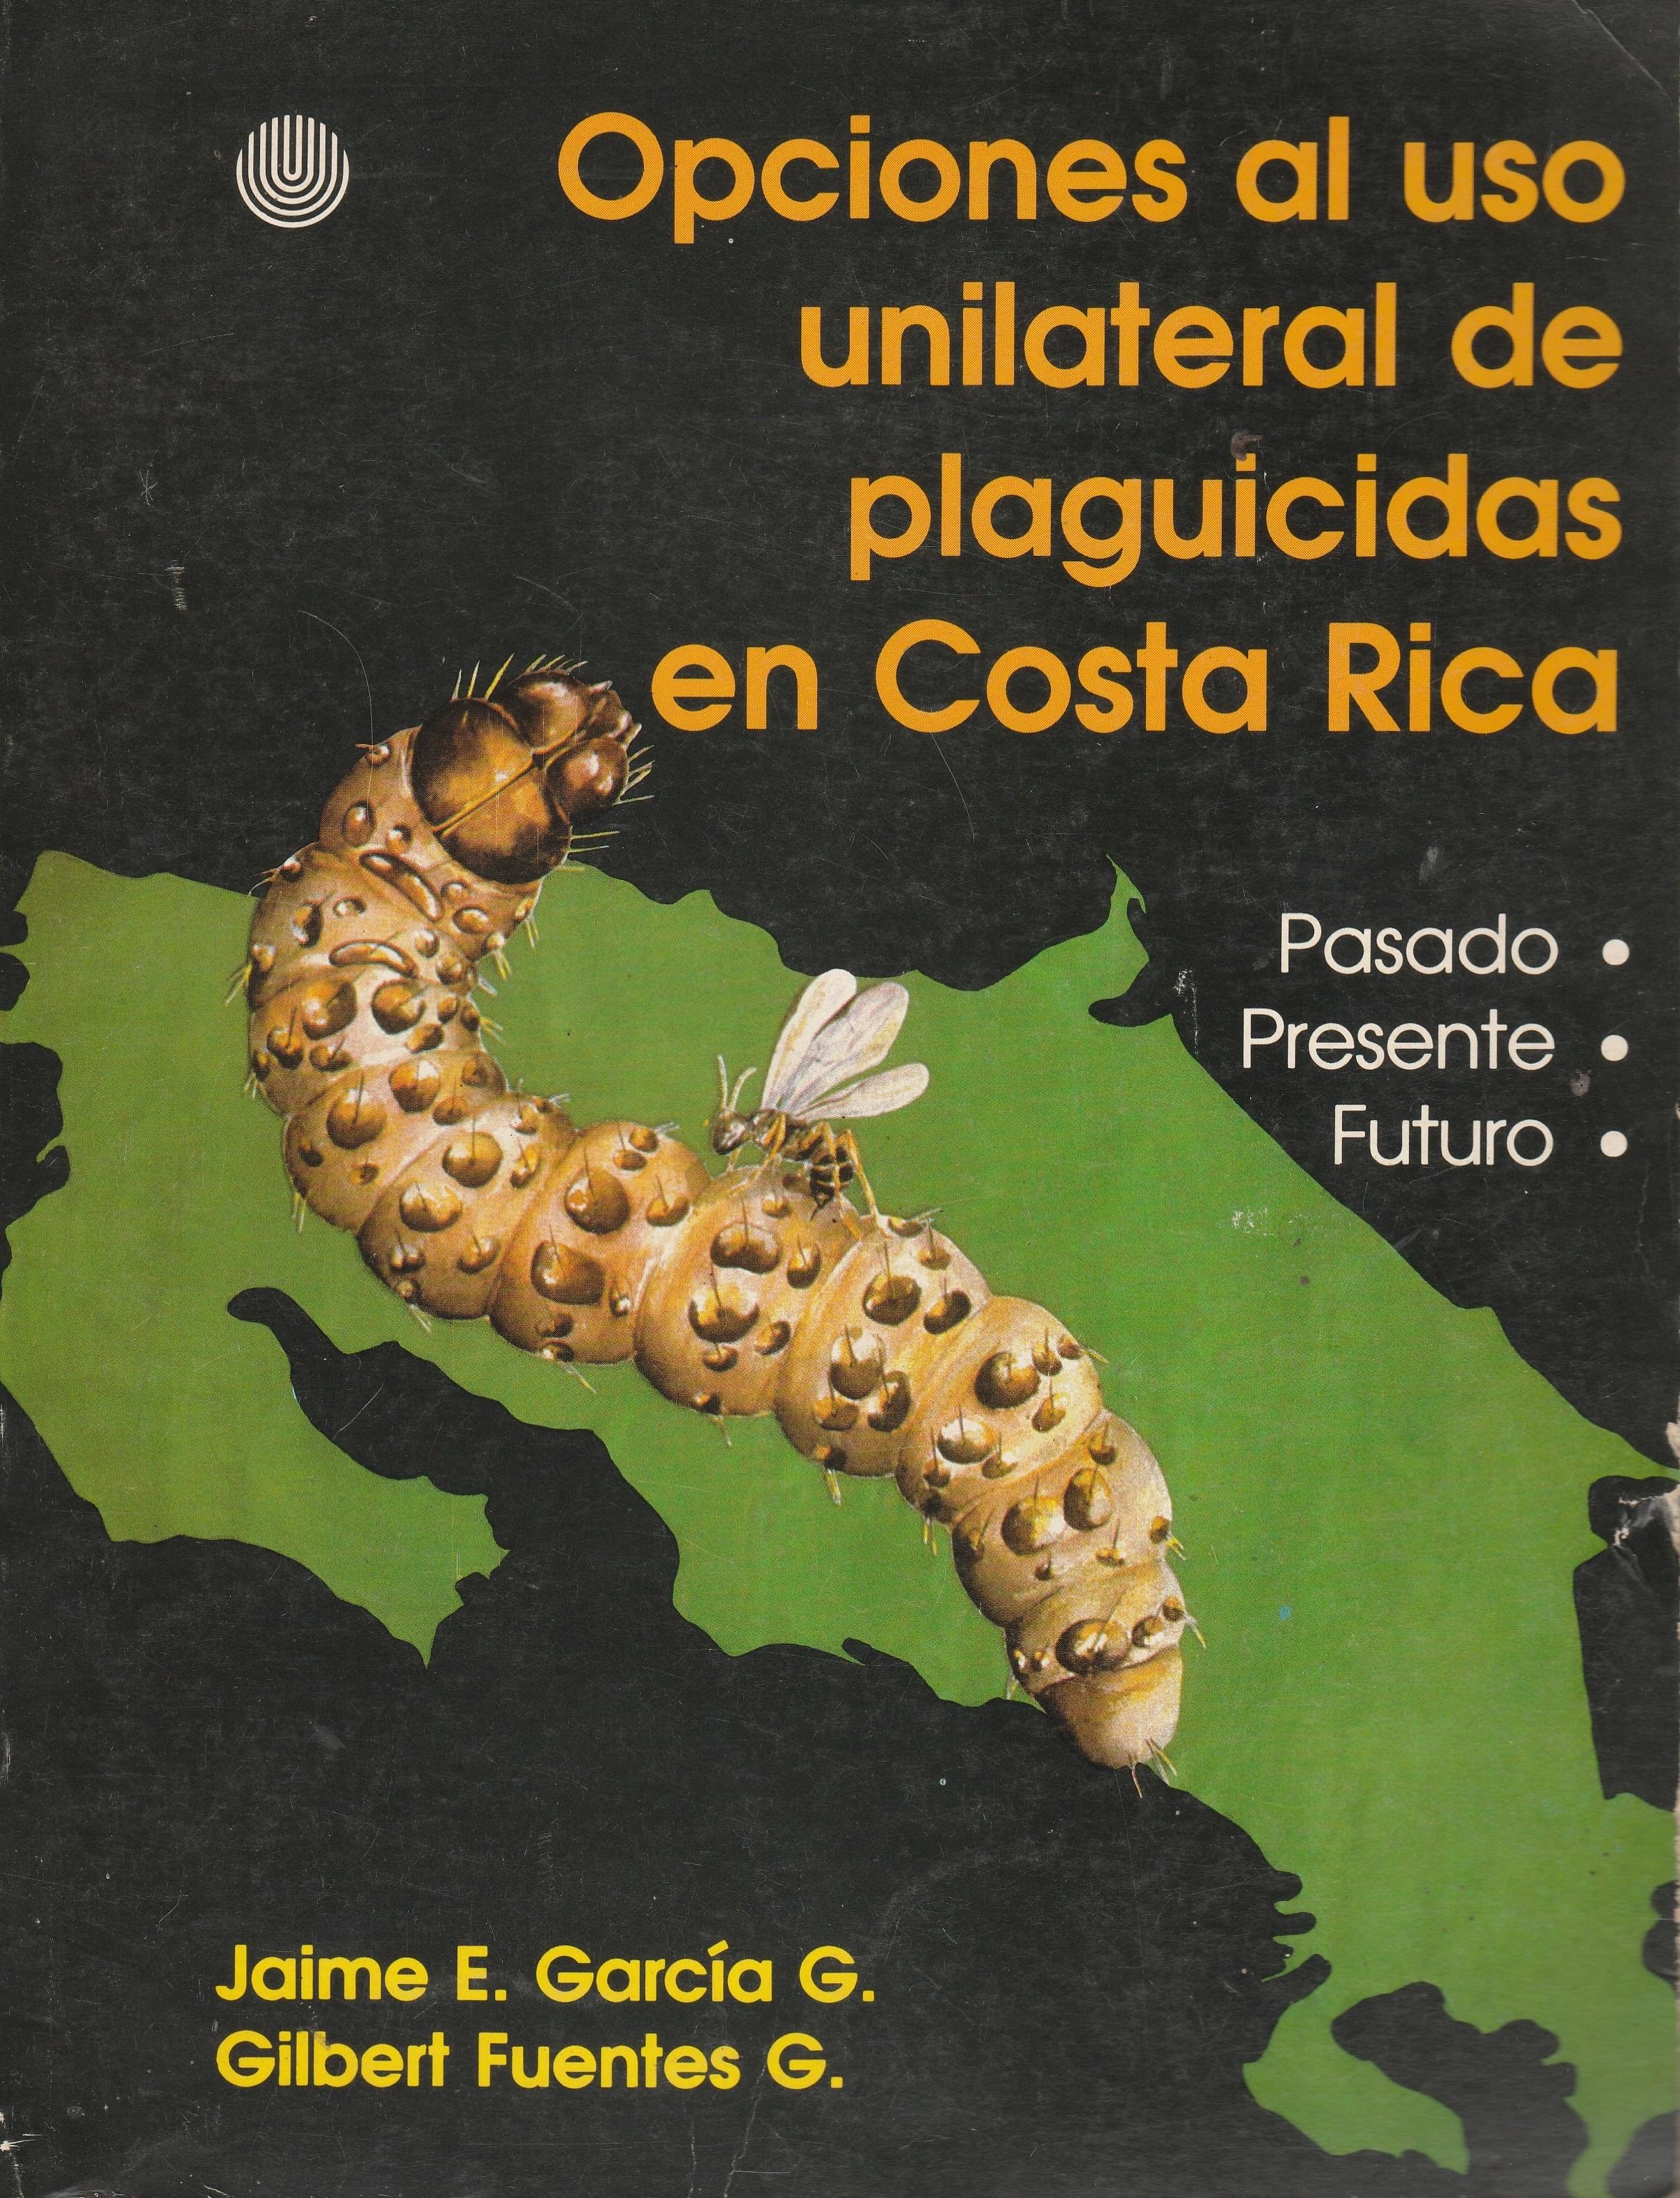 Opciones al uso
unilateral de
plaguicidas
en Costa Rica
Pasado •
Presente •
Futuro •
Jaime E. García G.
Gilbert Fuentes G.